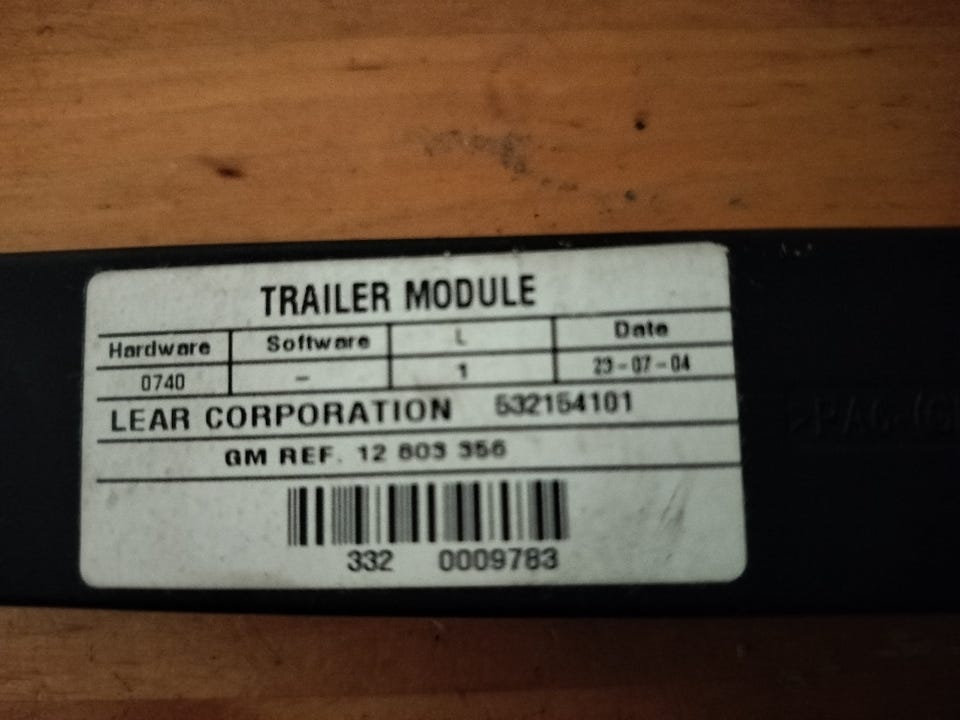 TRAILER MODULE
Hardware Software L Date
0740 - 1 23-07-04
LEAR CORPORATION 532154101
GM REF. 12 803 356
332 0009783